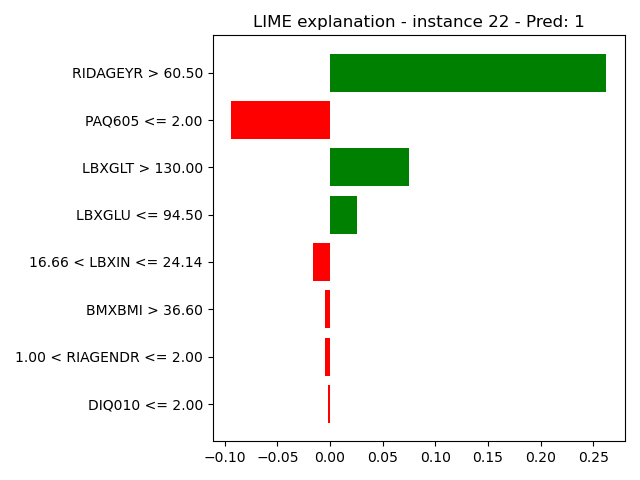 LIME explanation - instance 22 - Pred: 1
RIDAGEYR > 60.50
PAQ605 <= 2.00
LBXGLT > 130.00
LBXGLU <= 94.50
16.66 < LBXIN <= 24.14
BMXBMI > 36.60
1.00 < RIAGENDR <= 2.00
DIQ010 <= 2.00
−0.10 −0.05 0.00 0.05 0.10 0.15 0.20 0.25